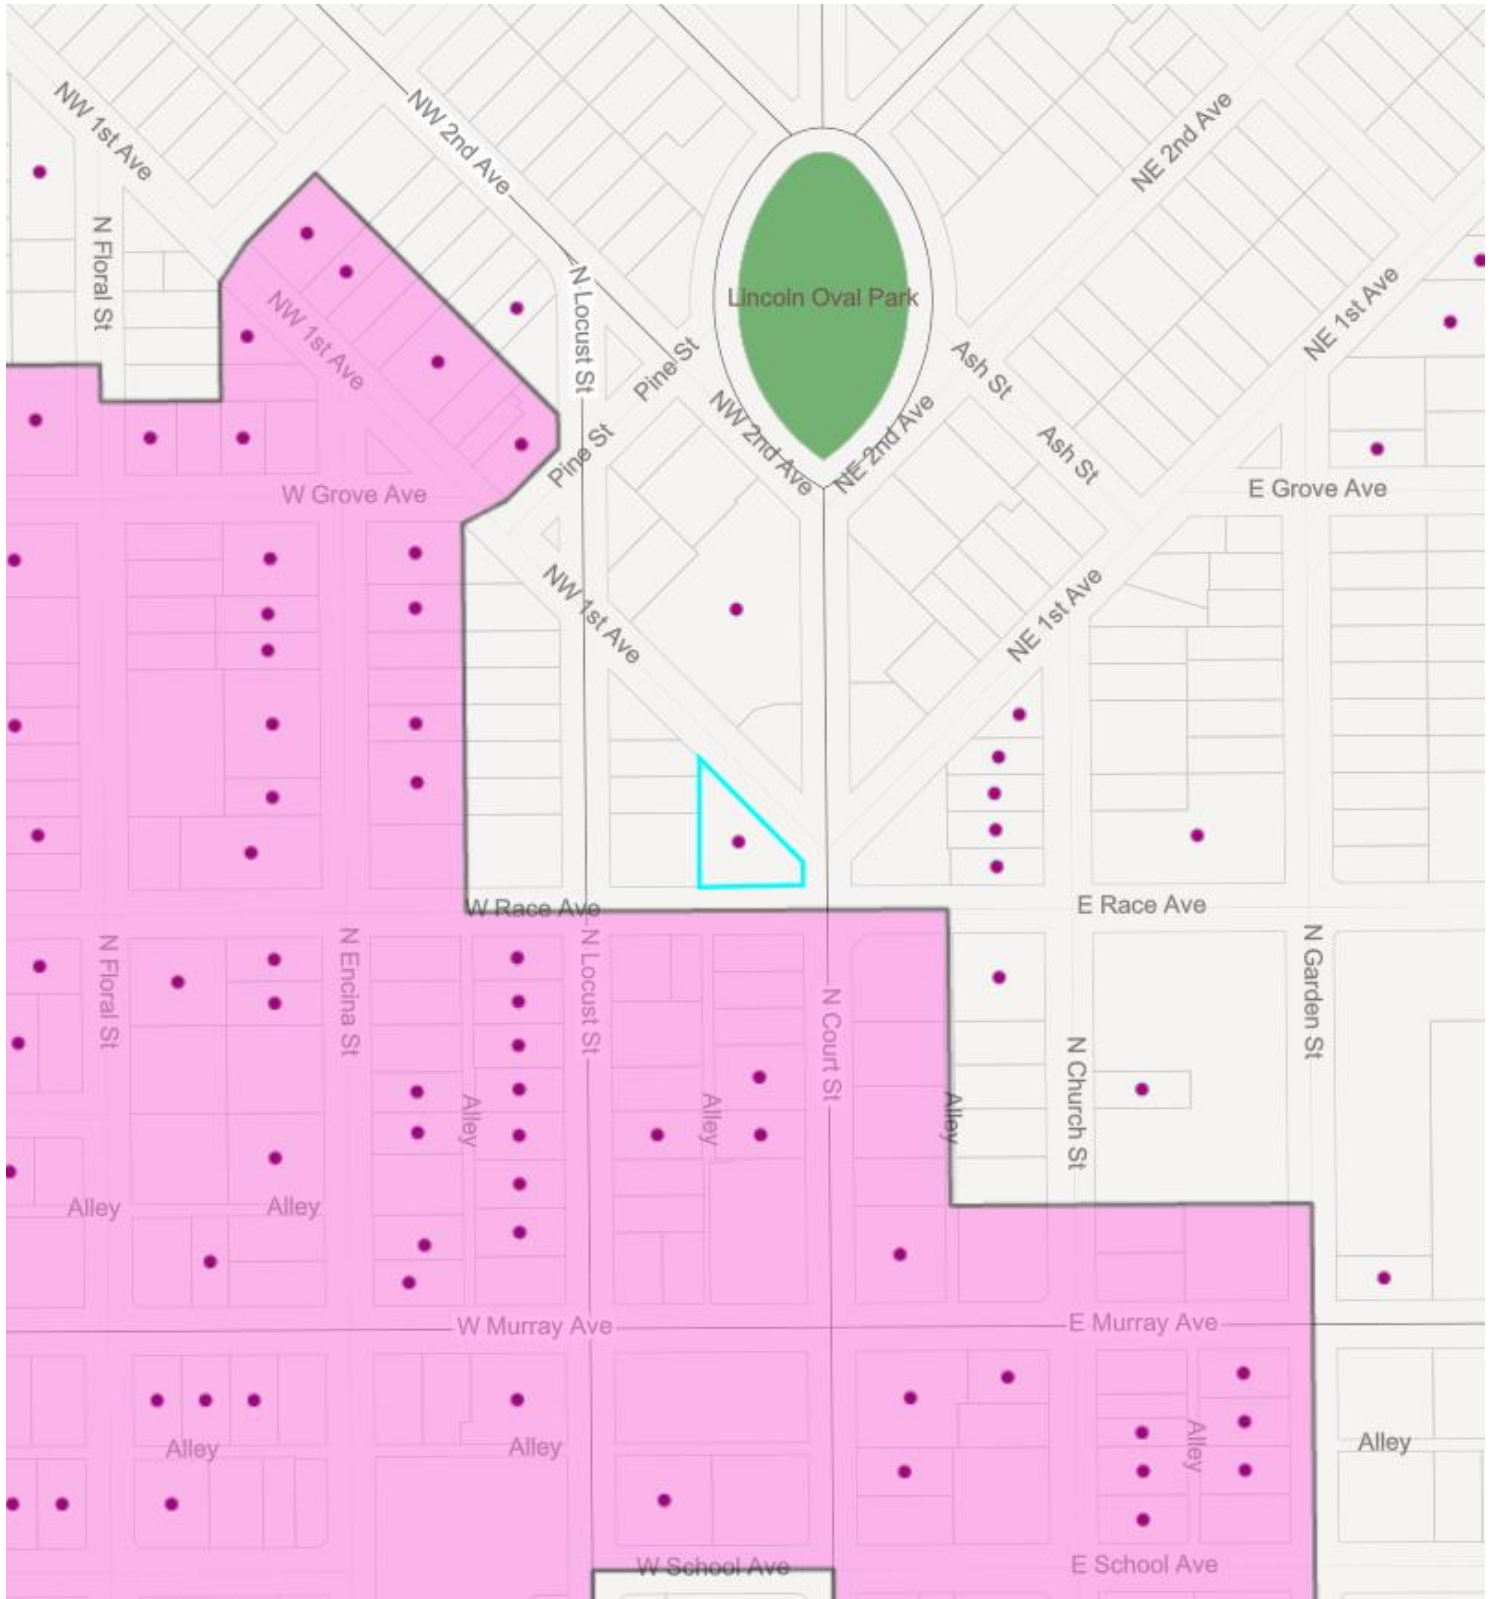 NW 1st Ave
NW 2nd Ave
NE 2nd Ave
N Floral St
N Locust St
Lincoln Oval Park
NW 1st Ave
NE 1st Ave
Pine St
Ash St
NW 2nd Ave
NE 2nd Ave
Pine St
Ash St
W Grove Ave
E Grove Ave
NW 1st Ave
NE 1st Ave
W Race Ave
E Race Ave
N Floral St
N Encina St
N Locust St
N Court St
N Garden St
N Church St
Alley
Alley
Alley
Alley
Alley
W Murray Ave
E Murray Ave
Alley
Alley
Alley
Alley
W School Ave
E School Ave